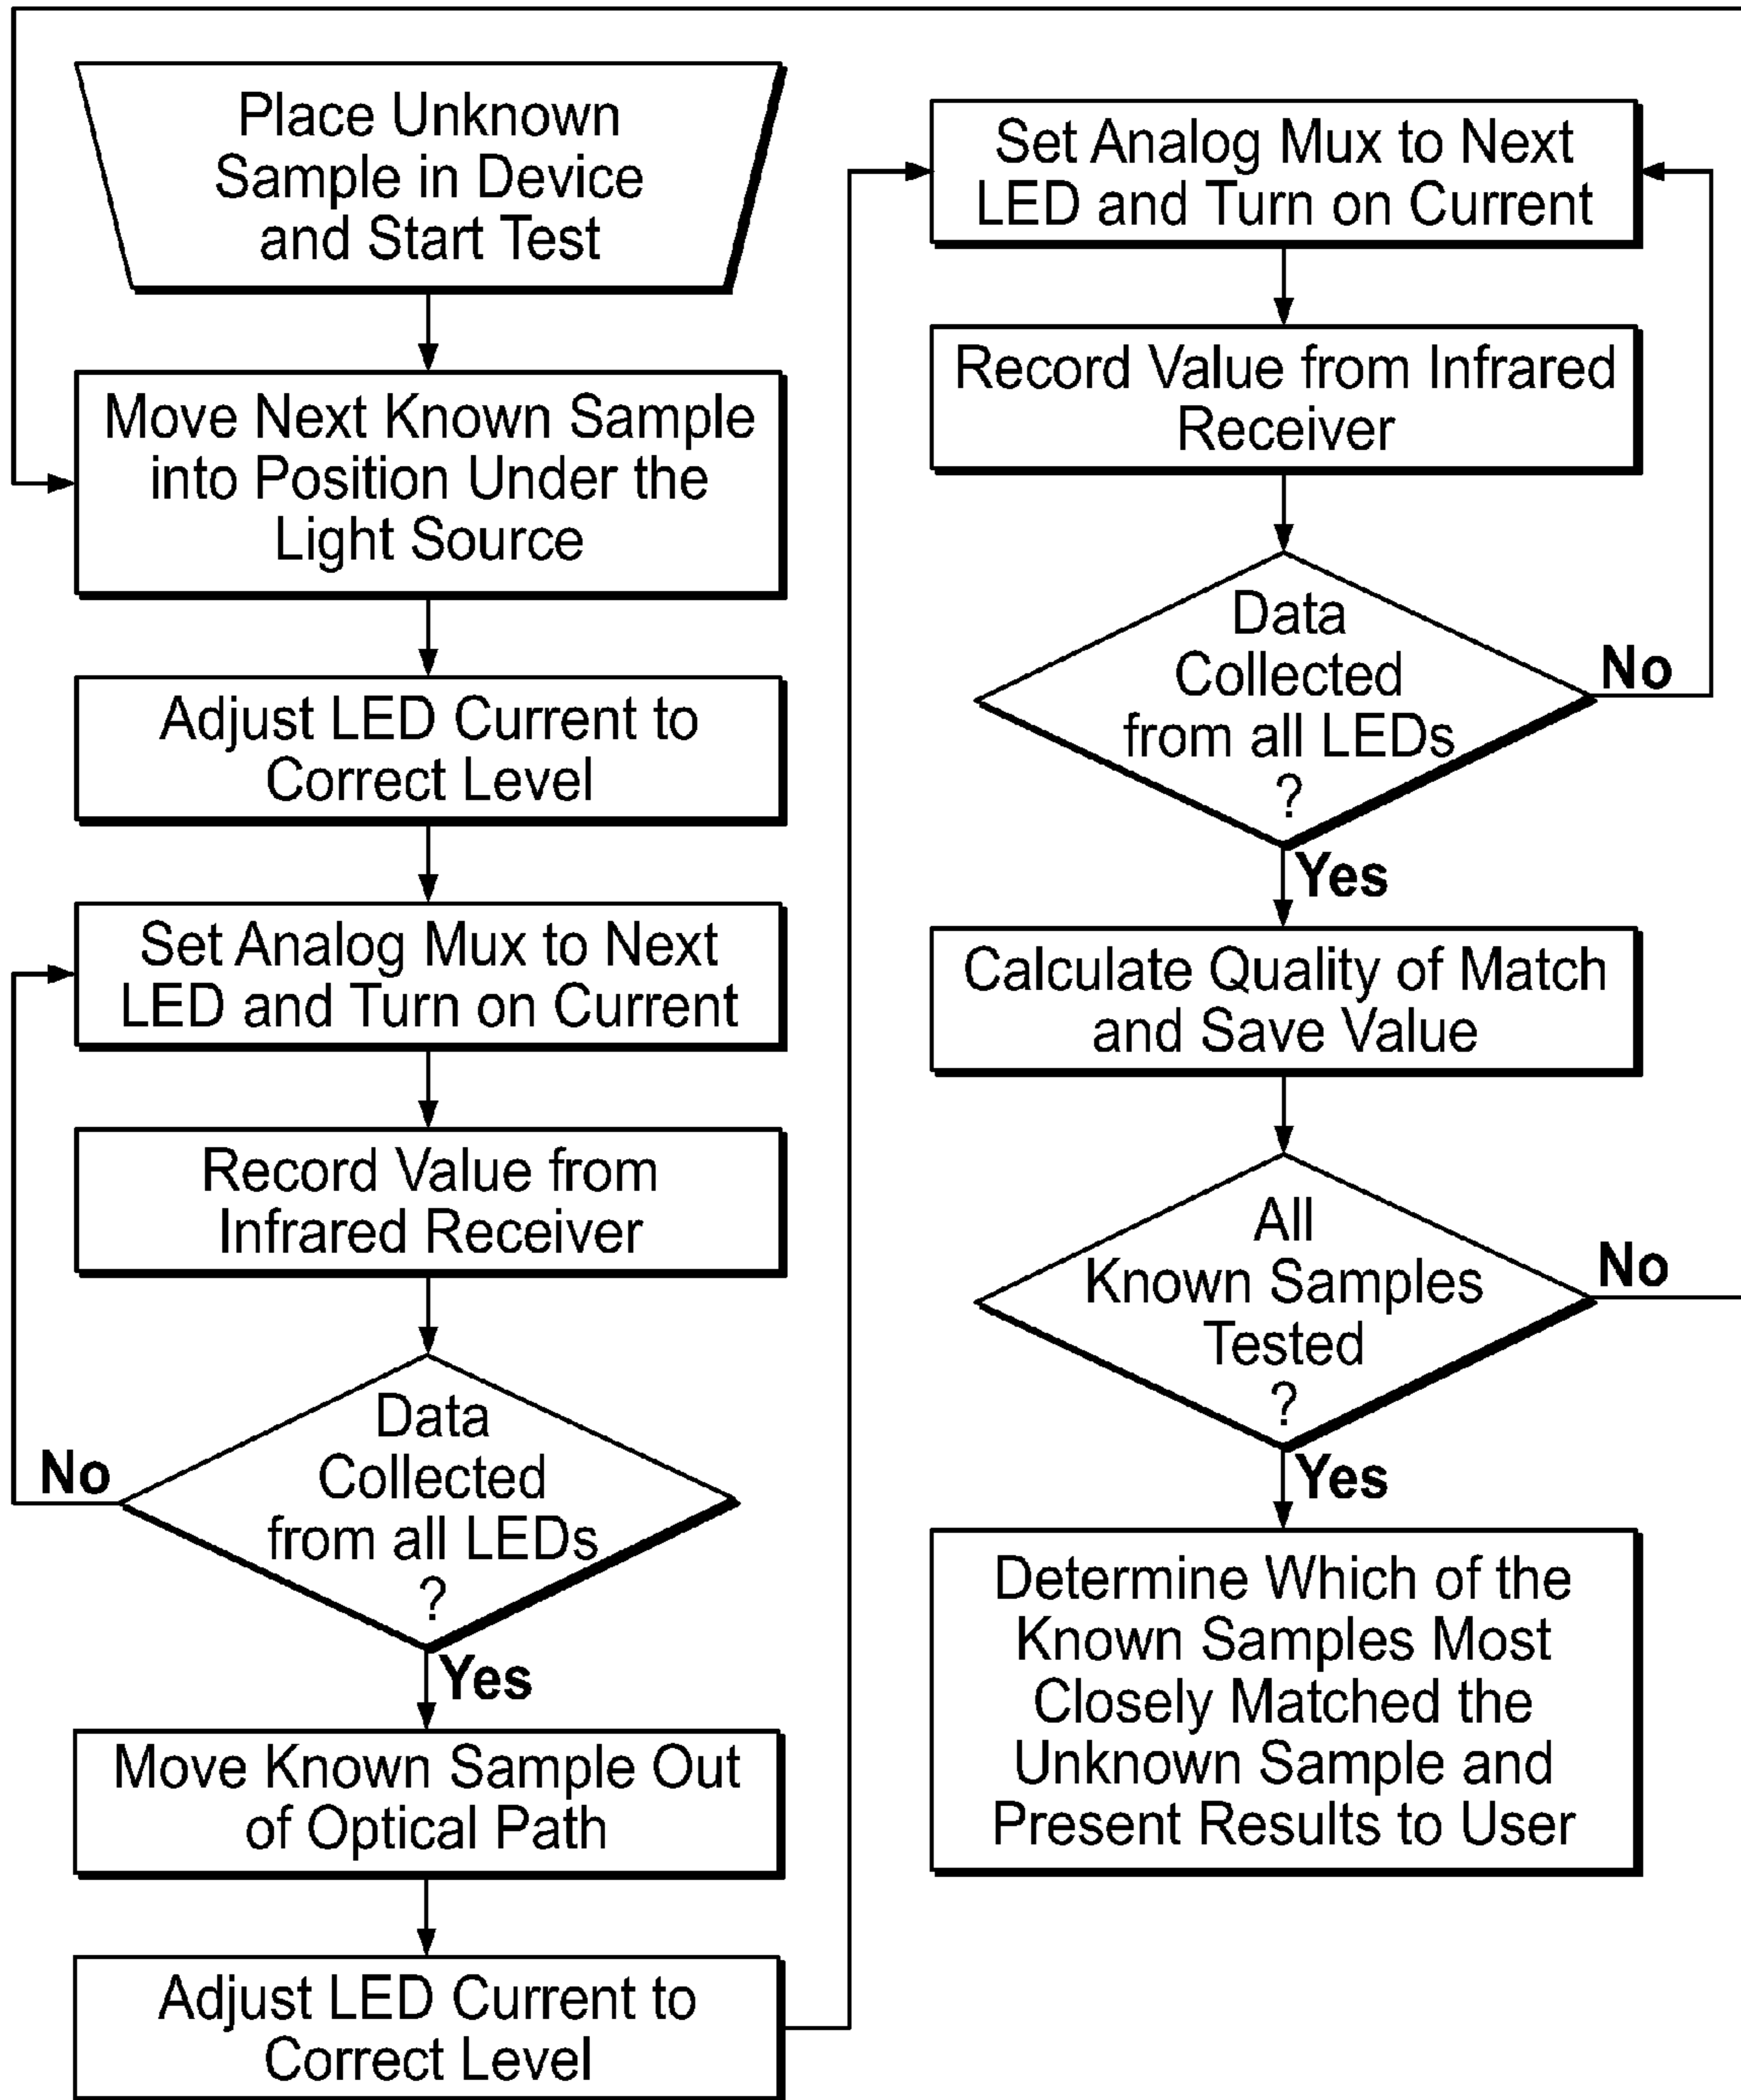 Place Unknown
Sample in Device
and Start Test
Move Next Known Sample
into Position Under the
Light Source
Adjust LED Current to
Correct Level
Set Analog Mux to Next
LED and Turn on Current
Record Value from
Infrared Receiver
Data
Collected
from all LEDs
?
No
Yes
Move Known Sample Out
of Optical Path
Adjust LED Current to
Correct Level
Set Analog Mux to Next
LED and Turn on Current
Record Value from Infrared
Receiver
Data
Collected
from all LEDs
?
No
Yes
Calculate Quality of Match
and Save Value
All
Known Samples
Tested
?
No
Yes
Determine Which of the
Known Samples Most
Closely Matched the
Unknown Sample and
Present Results to User